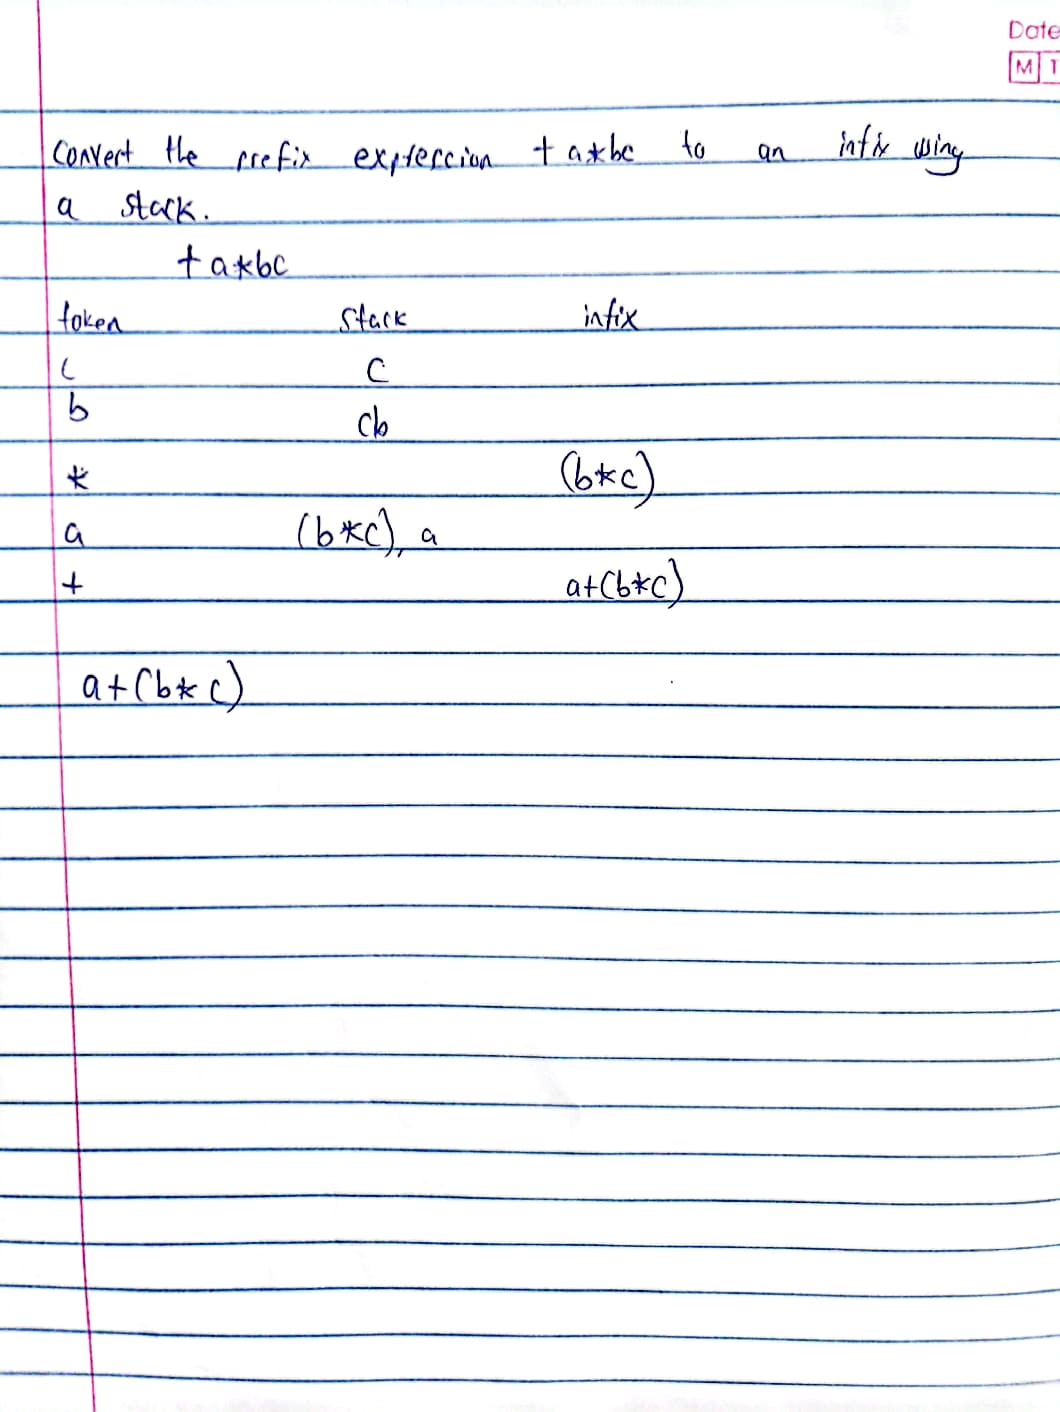 Date
M T
Convert the prefix expression + a*bc to an infix using
a stack.
+a*bc
token stack infix
c c
b cb
* (b*c)
a (b*c), a
+ a+(b*c)
a+(b*c)